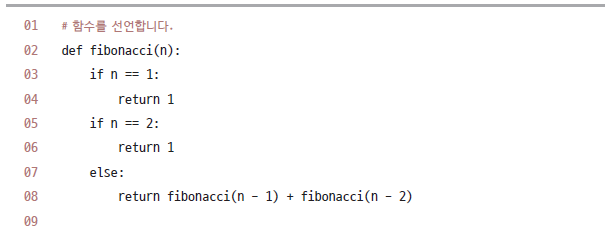 01 # 함수를 선언합니다.
02 def fibonacci(n):
03     if n == 1:
04         return 1
05     if n == 2:
06         return 1
07     else:
08         return fibonacci(n - 1) + fibonacci(n - 2)
09